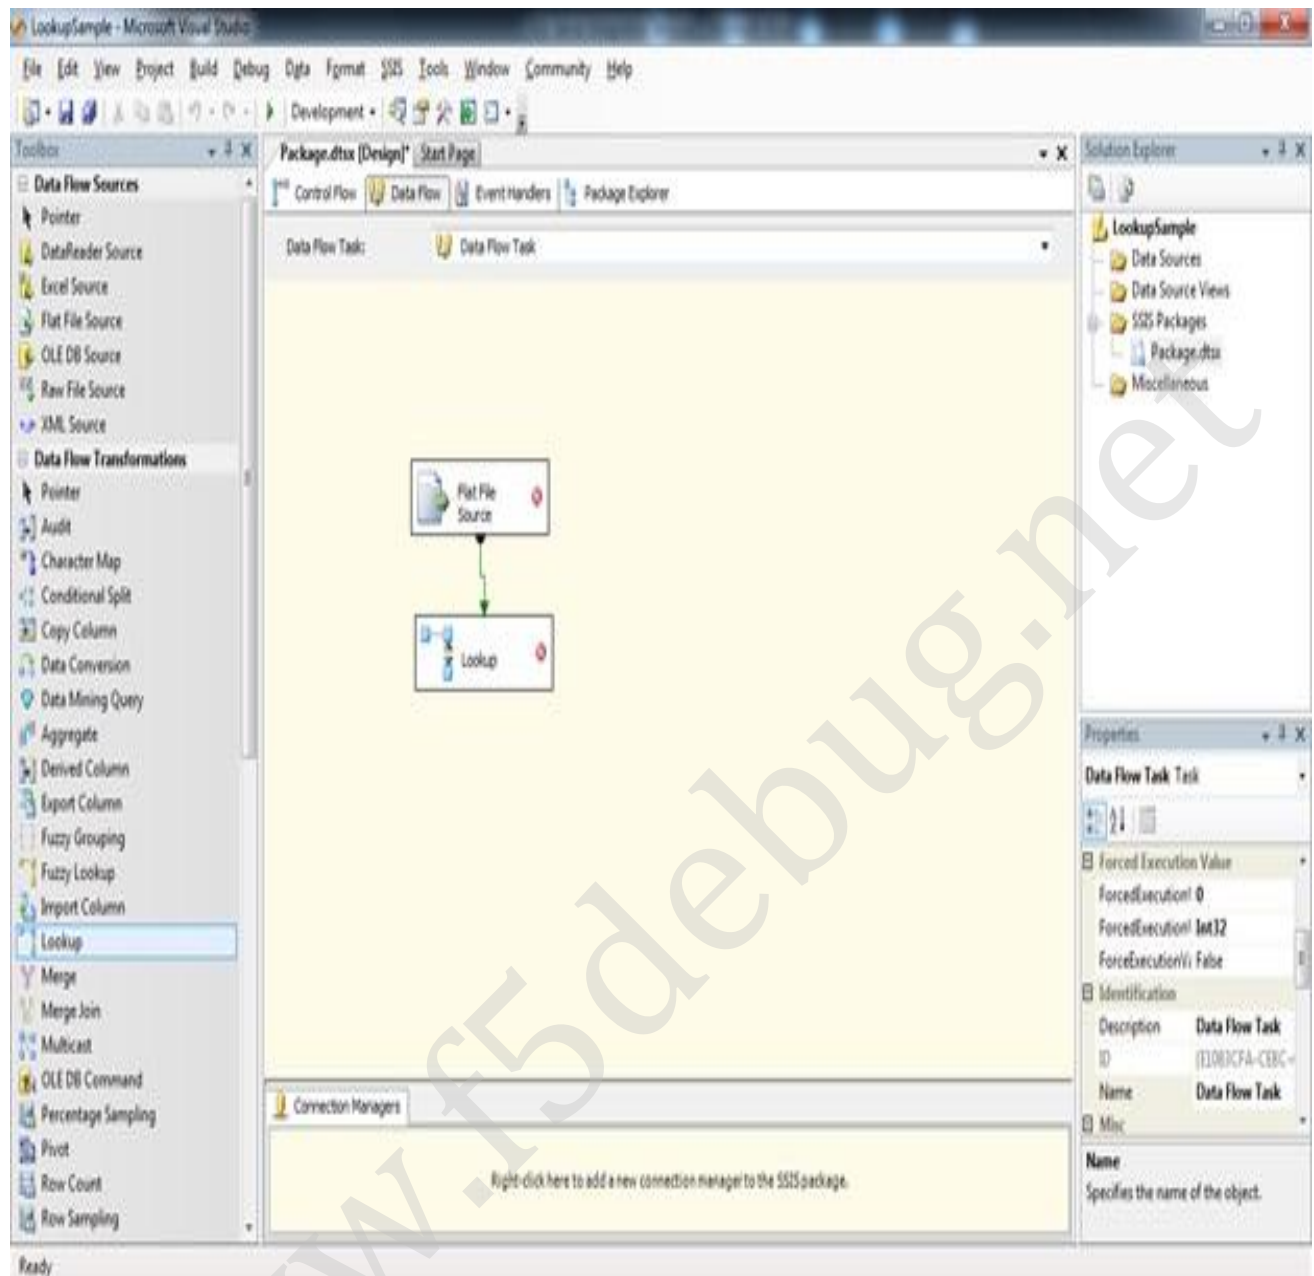 LookupSample - Microsoft Visual Studio
File Edit View Project Build Debug Data Format SSIS Tools Window Community Help
Development
Toolbox
Data Flow Sources
Pointer
DataReader Source
Excel Source
Flat File Source
OLE DB Source
Raw File Source
XML Source
Data Flow Transformations
Pointer
Audit
Character Map
Conditional Split
Copy Column
Data Conversion
Data Mining Query
Aggregate
Derived Column
Export Column
Fuzzy Grouping
Fuzzy Lookup
Import Column
Lookup
Merge
Merge Join
Multicast
OLE DB Command
Percentage Sampling
Pivot
Row Count
Row Sampling
Package.dtsx [Design]* Start Page
Control Flow Data Flow Event Handlers Package Explorer
Data Flow Task: Data Flow Task
Flat File
Source
Lookup
Connection Managers
Right-click here to add a new connection manager to the SSIS package.
Solution Explorer
LookupSample
Data Sources
Data Source Views
SSIS Packages
Package.dtsx
Miscellaneous
Properties
Data Flow Task Task
Forced Execution Value
ForcedExecution 0
ForcedExecution Int32
ForceExecutionV False
Identification
Description Data Flow Task
ID {E10B3CFA-CEBC-
Name Data Flow Task
Misc
Name
Specifies the name of the object.
Ready
w.f5debug.net